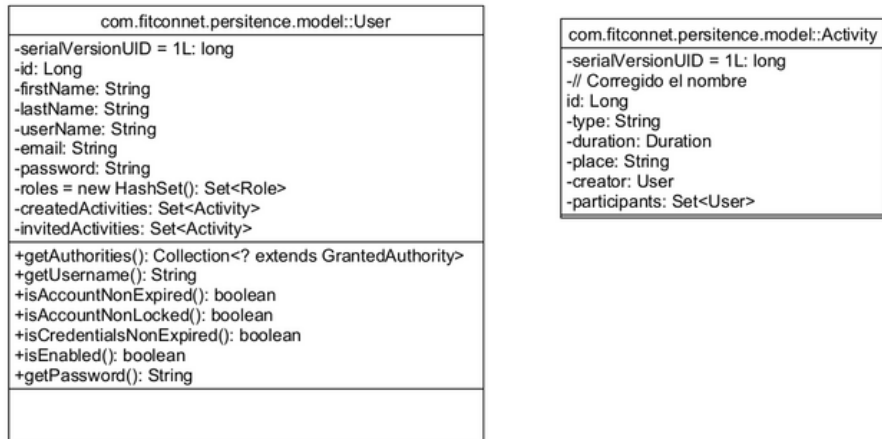 com.fitconnet.persitence.model::User
-serialVersionUID = 1L: long
-id: Long
-firstName: String
-lastName: String
-userName: String
-email: String
-password: String
-roles = new HashSet(): Set<Role>
-createdActivities: Set<Activity>
-invitedActivities: Set<Activity>
+getAuthorities(): Collection<? extends GrantedAuthority>
+getUsername(): String
+isAccountNonExpired(): boolean
+isAccountNonLocked(): boolean
+isCredentialsNonExpired(): boolean
+isEnabled(): boolean
+getPassword(): String
com.fitconnet.persitence.model::Activity
-serialVersionUID = 1L: long
-// Corregido el nombre
id: Long
-type: String
-duration: Duration
-place: String
-creator: User
-participants: Set<User>